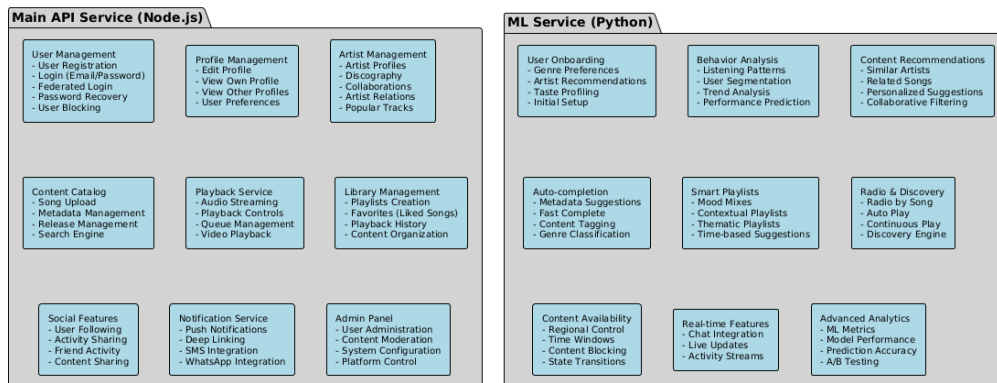 Main API Service (Node.js)
User Management
- User Registration
- Login (Email/Password)
- Federated Login
- Password Recovery
- User Blocking
Profile Management
- Edit Profile
- View Own Profile
- View Other Profiles
- User Preferences
Artist Management
- Artist Profiles
- Discography
- Collaborations
- Artist Relations
- Popular Tracks
Content Catalog
- Song Upload
- Metadata Management
- Release Management
- Search Engine
Playback Service
- Audio Streaming
- Playback Controls
- Queue Management
- Video Playback
Library Management
- Playlists Creation
- Favorites (Liked Songs)
- Playback History
- Content Organization
Social Features
- User Following
- Activity Sharing
- Friend Activity
- Content Sharing
Notification Service
- Push Notifications
- Deep Linking
- SMS Integration
- WhatsApp Integration
Admin Panel
- User Administration
- Content Moderation
- System Configuration
- Platform Control
ML Service (Python)
User Onboarding
- Genre Preferences
- Artist Recommendations
- Taste Profiling
- Initial Setup
Behavior Analysis
- Listening Patterns
- User Segmentation
- Trend Analysis
- Performance Prediction
Content Recommendations
- Similar Artists
- Related Songs
- Personalized Suggestions
- Collaborative Filtering
Auto-completion
- Metadata Suggestions
- Fast Complete
- Content Tagging
- Genre Classification
Smart Playlists
- Mood Mixes
- Contextual Playlists
- Thematic Playlists
- Time-based Suggestions
Radio & Discovery
- Radio by Song
- Auto Play
- Continuous Play
- Discovery Engine
Content Availability
- Regional Control
- Time Windows
- Content Blocking
- State Transitions
Real-time Features
- Chat Integration
- Live Updates
- Activity Streams
Advanced Analytics
- ML Metrics
- Model Performance
- Prediction Accuracy
- A/B Testing